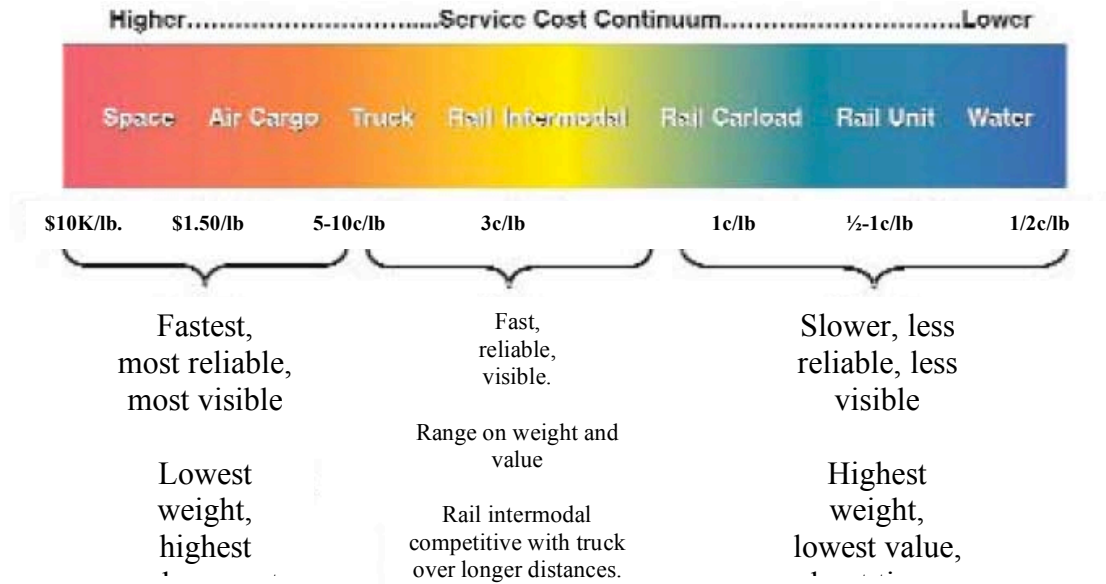 Higher.............................Service Cost Continuum.............................Lower
Space Air Cargo Truck Rail Intermodal Rail Carload Rail Unit Water
$10K/lb. $1.50/lb 5-10c/lb 3c/lb 1c/lb ½-1c/lb 1/2c/lb
Fastest,
most reliable,
most visible
Lowest
weight,
highest
Fast,
reliable,
visible.
Range on weight and
value
Rail intermodal
competitive with truck
over longer distances.
Slower, less
reliable, less
visible
Highest
weight,
lowest value,